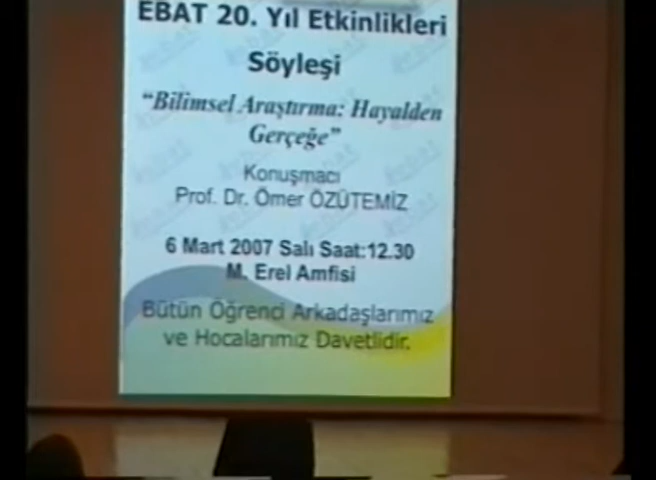 EBAT 20. Yıl Etkinlikleri
Söyleşi
“Bilimsel Araştırma: Hayalden
Gerçeğe”
Konuşmacı
Prof. Dr. Ömer ÖZÜTEMİZ
6 Mart 2007 Salı Saat:12.30
M. Erel Amfisi
Bütün Öğrenci Arkadaşlarımız
ve Hocalarımız Davetlidir.